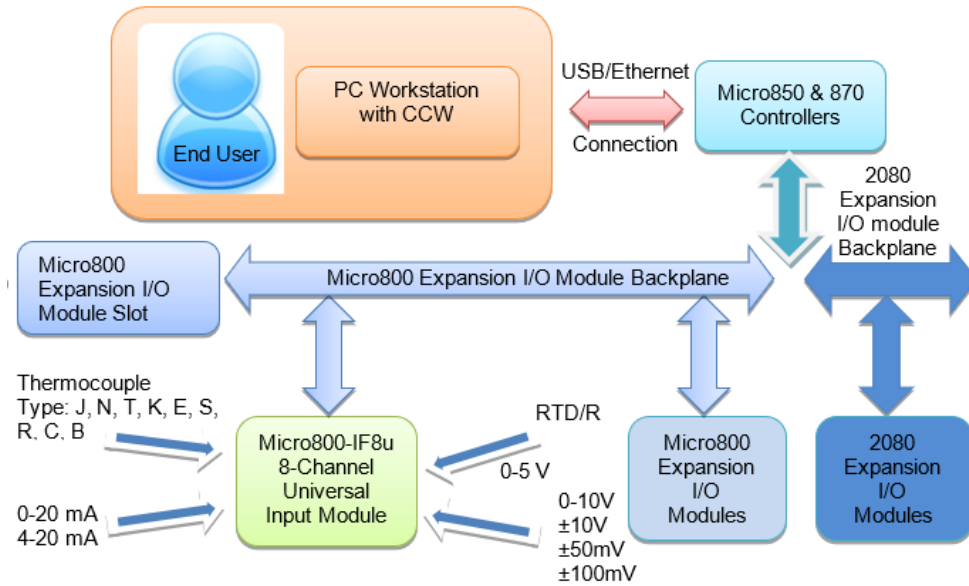 End User
PC Workstation
with CCW
USB/Ethernet
Connection
Micro850 & 870
Controllers
2080
Expansion
I/O module
Backplane
Micro800
Expansion I/O
Module Slot
Micro800 Expansion I/O Module Backplane
Thermocouple
Type: J, N, T, K, E, S,
R, C, B
0-20 mA
4-20 mA
Micro800-IF8u
8-Channel
Universal
Input Module
RTD/R
0-5 V
0-10V
±10V
±50mV
±100mV
Micro800
Expansion
I/O
Modules
2080
Expansion
I/O
Modules